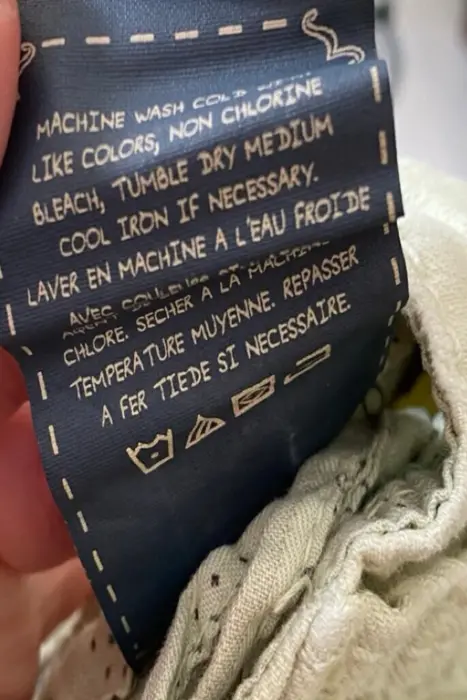 MACHINE WASH COLD
LIKE COLORS, NON CHLORINE
BLEACH, TUMBLE DRY MEDIUM
COOL IRON IF NECESSARY.
LAVER EN MACHINE A L'EAU FROIDE
AVEC
CHLORE. SECHER A LA MACHINE.
TEMPERATURE MUYENNE. REPASSER
A FER TIEDE SI NECESSAIRE.